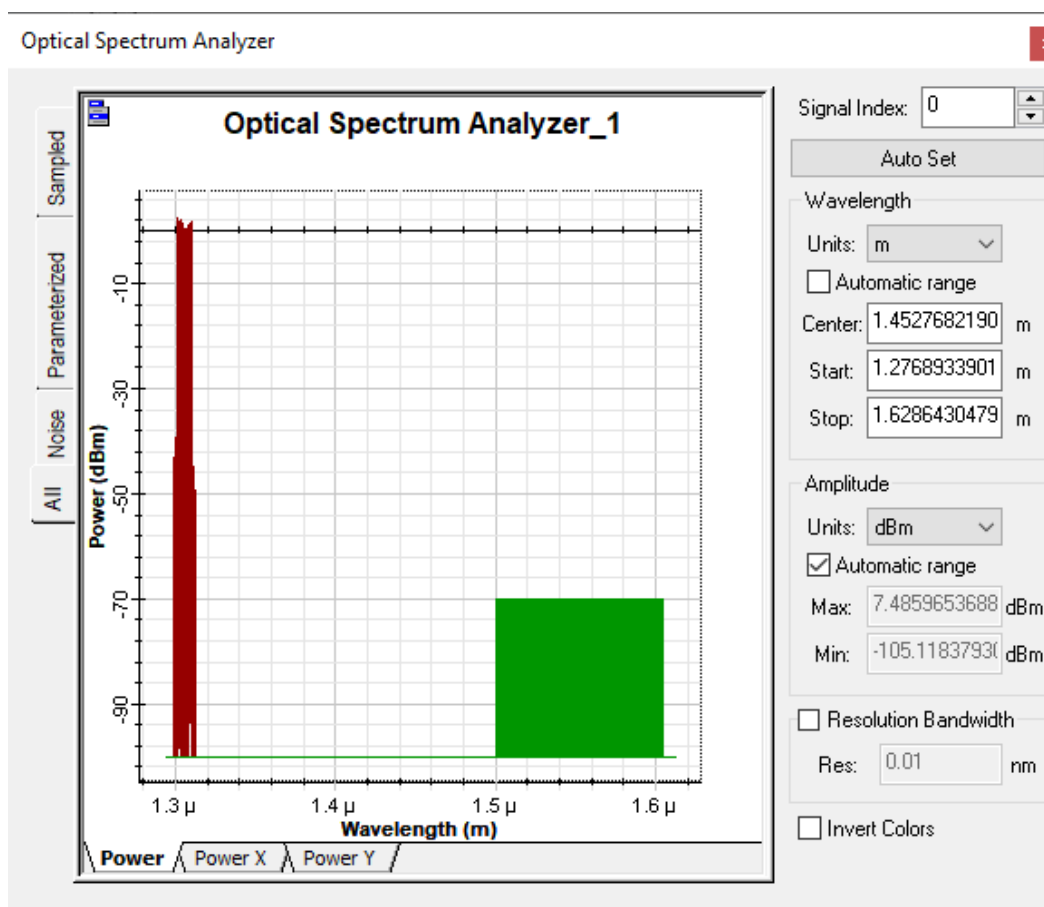 Optical Spectrum Analyzer
Sampled
Parameterized
Noise
All
Optical Spectrum Analyzer_1
Power (dBm)
-10
-30
-50
-70
-90
1.3 µ 1.4 µ 1.5 µ 1.6 µ
Wavelength (m)
Power Power X Power Y
Signal Index: 0
Auto Set
Wavelength
Units: m
Automatic range
Center: 1.4527682190 m
Start: 1.2768933901 m
Stop: 1.6286430479 m
Amplitude
Units: dBm
Automatic range
Max: 7.4859653688 dBm
Min: -105.1183793 dBm
Resolution Bandwidth
Res: 0.01 nm
Invert Colors